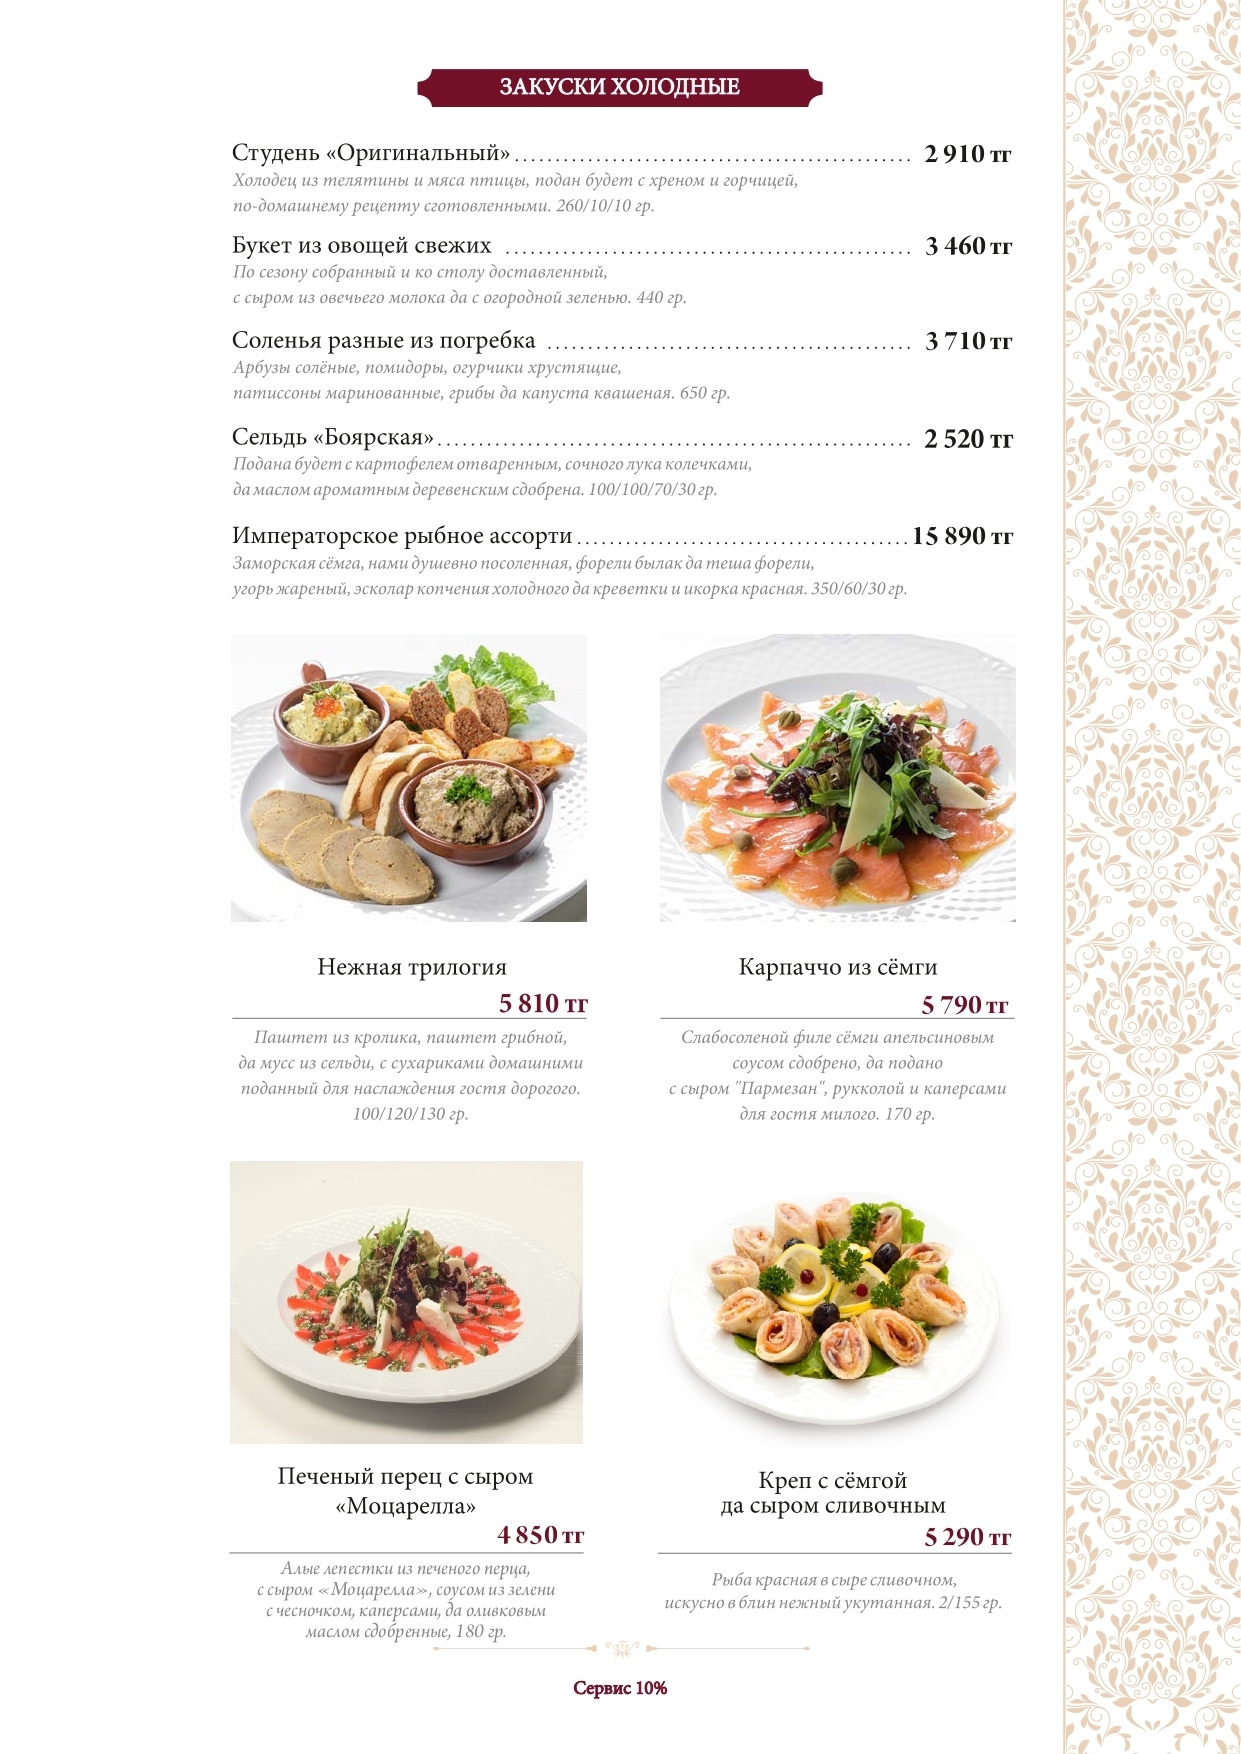 ЗАКУСКИ ХОЛОДНЫЕ
Студень «Оригинальный» 2 910 тг
Холодец из телятины и мяса птицы, подан будет с хреном и горчицей,
по-домашнему рецепту сготовленными. 260/10/10 гр.
Букет из овощей свежих 3 460 тг
По сезону собранный и ко столу доставленный,
с сыром из овечьего молока да с огородной зеленью. 440 гр.
Соленья разные из погребка 3 710 тг
Арбузы солёные, помидоры, огурчики хрустящие,
патиссоны маринованные, грибы да капуста квашеная. 650 гр.
Сельдь «Боярская» 2 520 тг
Подана будет с картофелем отваренным, сочного лука колечками,
да маслом ароматным деревенским сдобрена. 100/100/70/30 гр.
Императорское рыбное ассорти 15 890 тг
Заморская сёмга, нами душевно посоленная, форели былак да теша форели,
угорь жареный, эсколар копчения холодного да креветки и икорка красная. 350/60/30 гр.
Нежная трилогия
5 810 тг
Паштет из кролика, паштет грибной,
да мусс из сельди, с сухариками домашними
поданный для наслаждения гостя дорогого.
100/120/130 гр.
Карпаччо из сёмги
5 790 тг
Слабосоленой филе сёмги апельсиновым
соусом сдобрено, да подано
с сыром "Пармезан", рукколой и каперсами
для гостя милого. 170 гр.
Печеный перец с сыром
«Моцарелла»
4 850 тг
Алые лепестки из печеного перца,
с сыром «Моцарелла», соусом из зелени
с чесночком, каперсами, да оливковым
маслом сдобренные, 180 гр.
Креп с сёмгой
да сыром сливочным
5 290 тг
Рыба красная в сыре сливочном,
искусно в блин нежный укутанная. 2/155 гр.
Сервис 10%